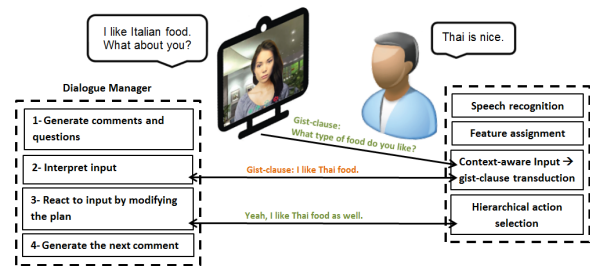 I like Italian food.
What about you?
Thai is nice.
Dialogue Manager
1- Generate comments and
questions
2- Interpret input
3- React to input by modifying
the plan
4- Generate the next comment
Gist-clause:
What type of food do you like?
Gist-clause: I like Thai food.
Yeah, I like Thai food as well.
Speech recognition
Feature assignment
Context-aware Input →
gist-clause transduction
Hierarchical action
selection